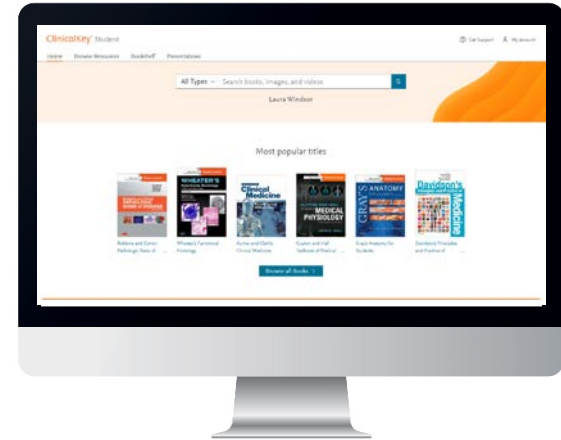 ClinicalKey Student
Get Support My Account
Home Browse Resources Bookshelf Presentations
All Types Search books, images, and videos
Laura Windsor
Most popular titles
WHEATER'S
Clinical
Medicine
MEDICAL
PHYSIOLOGY
GRAY'S ANATOMY
Davidson's
Medicine
Robbins and Cotran
Pathologic Basis of ...
Wheater's Functional
Histology
Kumar and Clark's
Clinical Medicine
Guyton and Hall
Textbook of Medical ...
Gray's Anatomy for
Students
Davidson's Principles
and Practice of ...
Browse all Books >